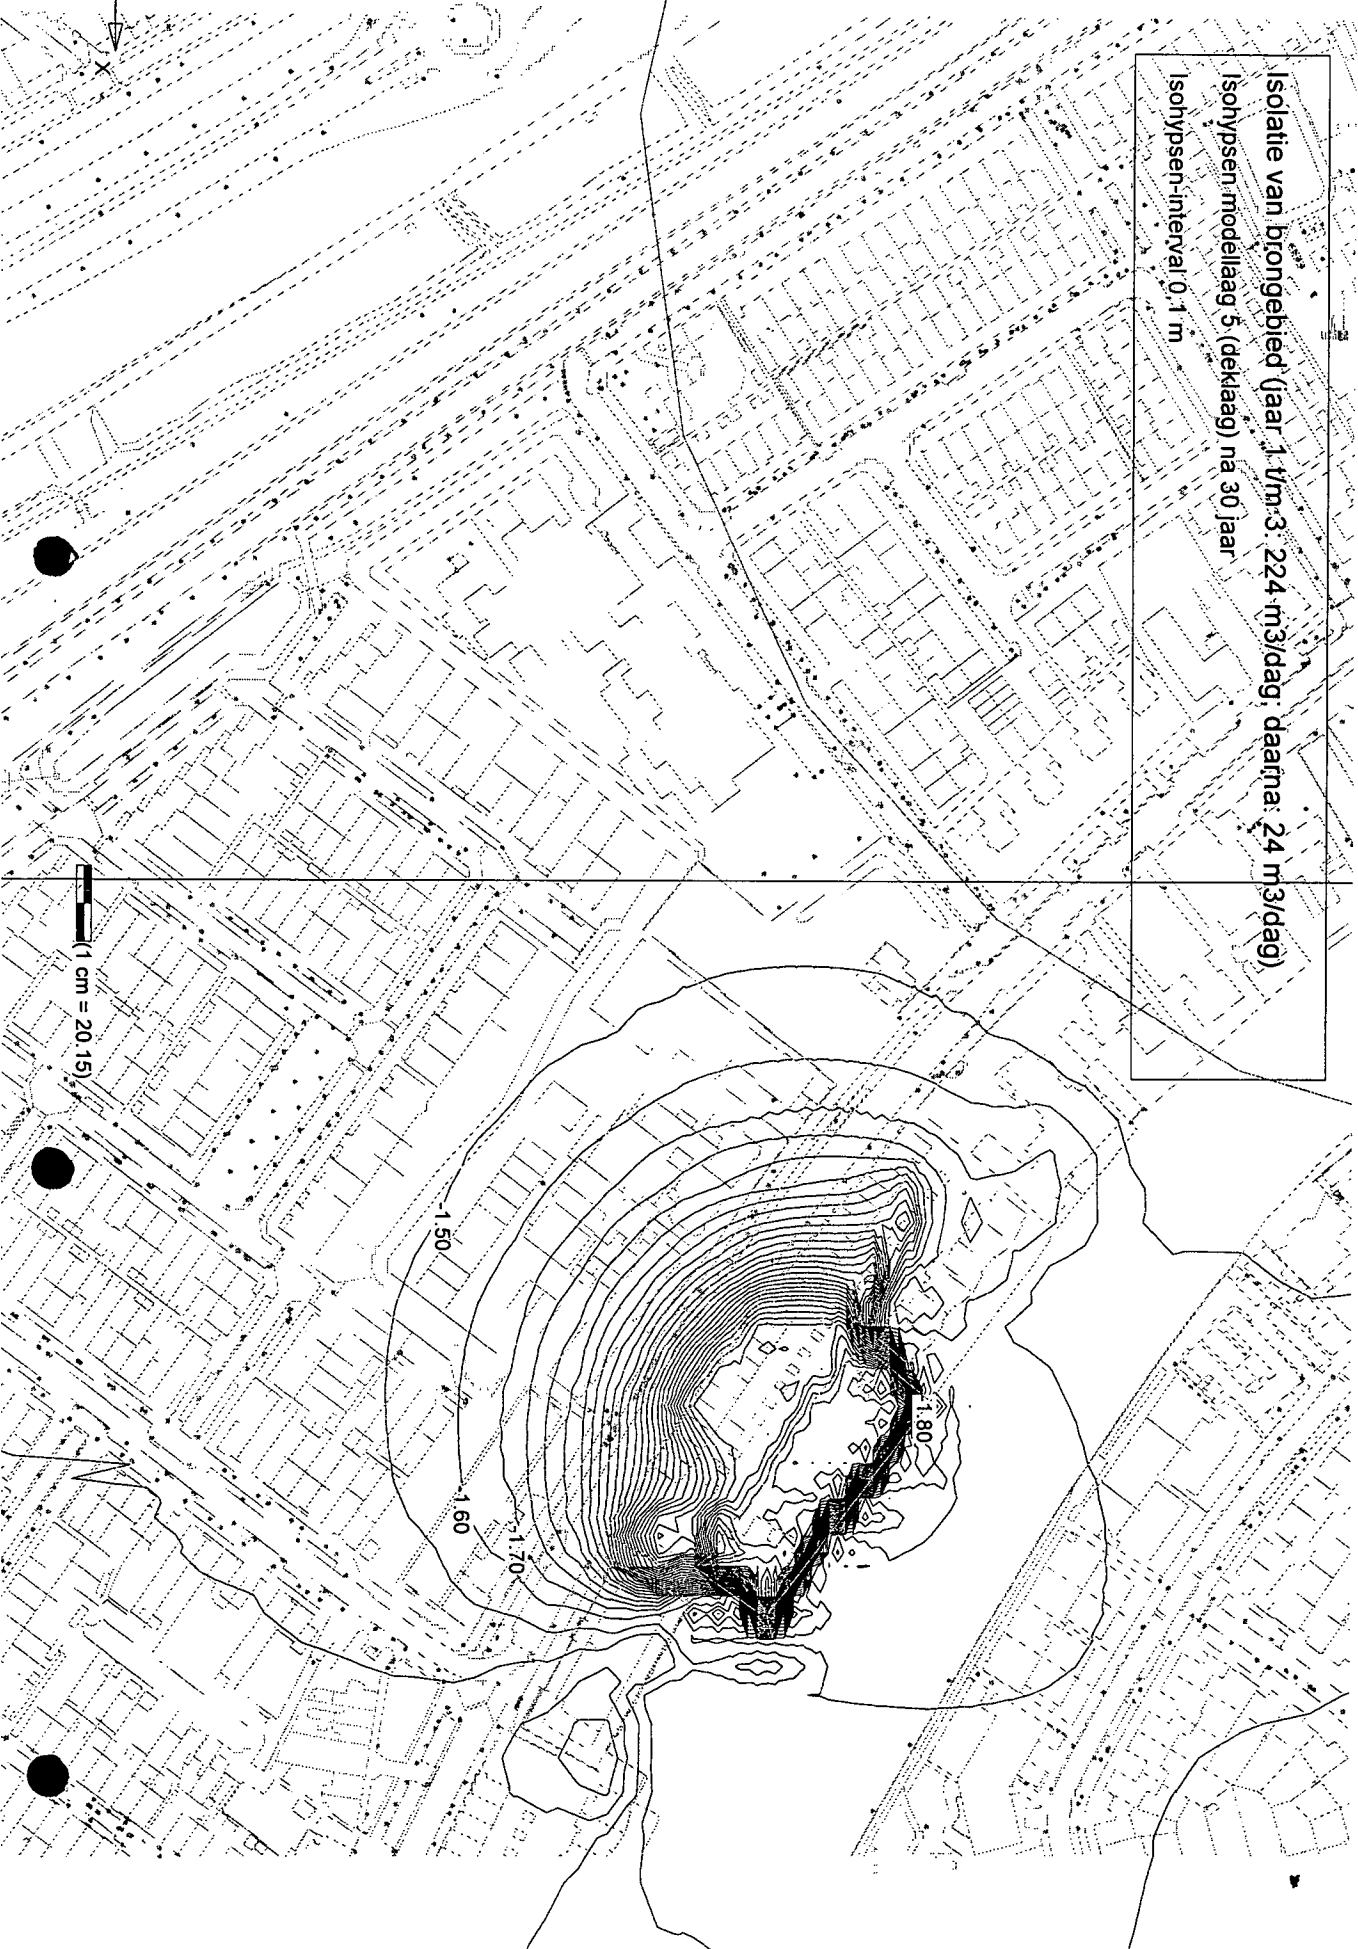 Isolatie van brongebied (jaar 1 t/m 3: 224 m3/dag; daarna: 24 m3/dag)
Isohypsen modellaag 5 (deklaag) na 30 jaar
Isohypsen-interval 0,1 m
X
(1 cm = 20.15)
-1.50
-1.60
-1.70
-1.80